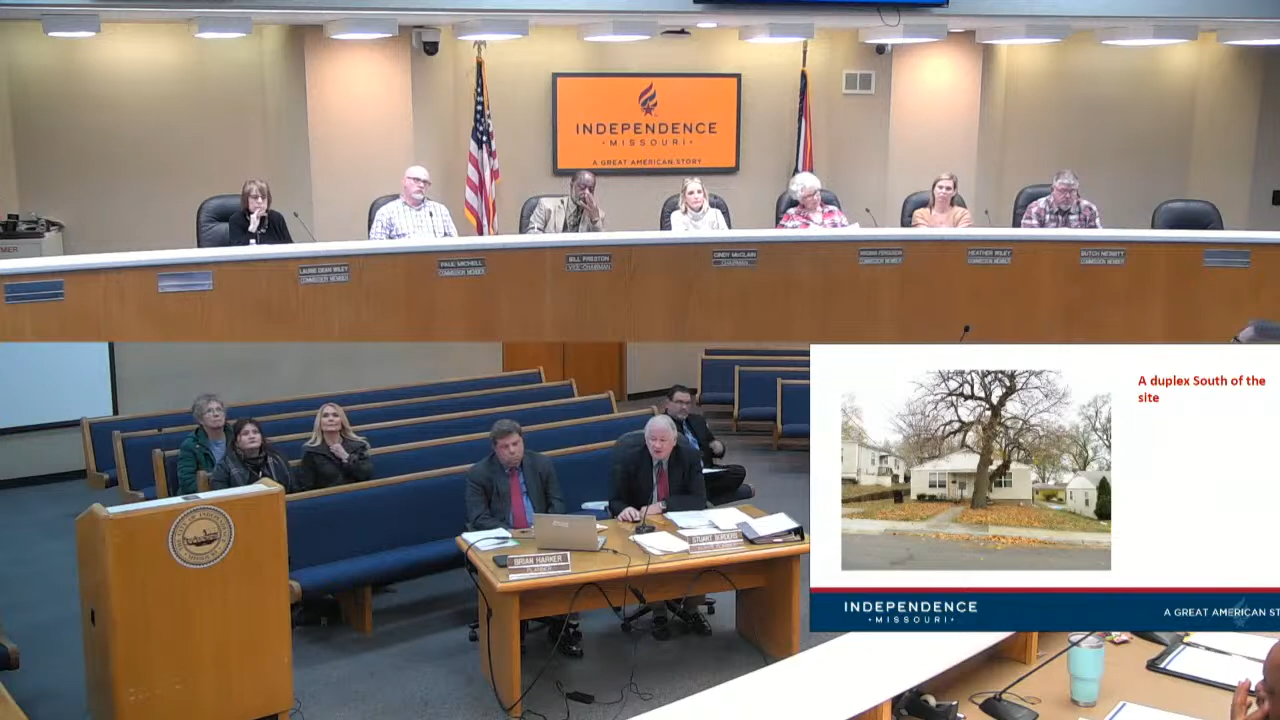 INDEPENDENCE
• MISSOURI •
A GREAT AMERICAN STORY
LAURIE DEAN WILEY
COMMISSION MEMBER
PAUL MICHELL
COMMISSION MEMBER
BILL PRESTON
VICE-CHAIRMAN
CINDY McCLAIN
CHAIRMAN
VIRGINIA FERGUSON
COMMISSION MEMBER
HEATHER WILEY
COMMISSION MEMBER
BUTCH NESBITT
COMMISSION MEMBER
A duplex South of the
site
BRIAN HARKER
PLANNER
STUART BORDERS
INDEPENDENCE
• MISSOURI •
A GREAT AMERICAN ST